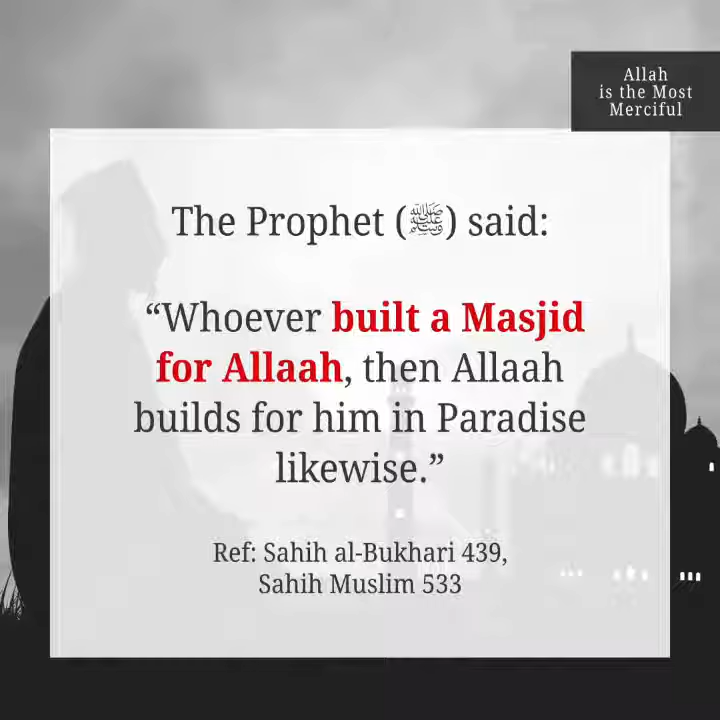 Allah
is the Most
Merciful
The Prophet (ﷺ) said:
“Whoever built a Masjid
for Allaah, then Allaah
builds for him in Paradise
likewise.”
Ref: Sahih al-Bukhari 439,
Sahih Muslim 533